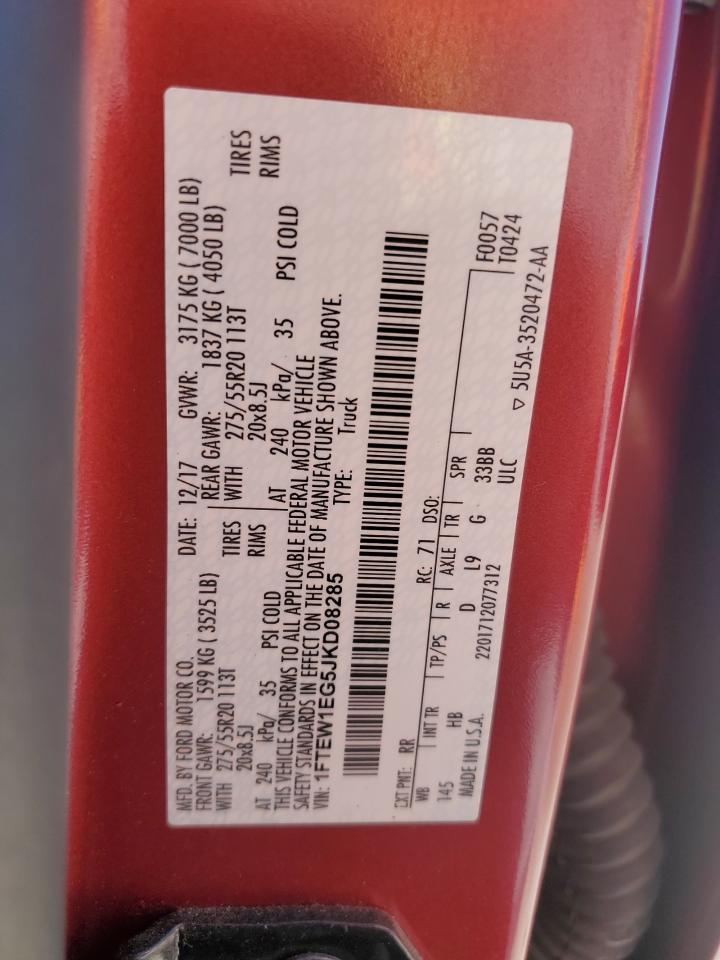 MFD. BY FORD MOTOR CO. DATE: 12/17 GVWR: 3175 KG ( 7000 LB)
FRONT GAWR: 1599 KG ( 3525 LB) REAR GAWR: 1837 KG ( 4050 LB)
WITH 275/55R20 113T TIRES WITH 275/55R20 113T TIRES
20x8.5J RIMS 20x8.5J RIMS
AT 240 kPa/ 35 PSI COLD AT 240 kPa/ 35 PSI COLD
THIS VEHICLE CONFORMS TO ALL APPLICABLE FEDERAL MOTOR VEHICLE
SAFETY STANDARDS IN EFFECT ON THE DATE OF MANUFACTURE SHOWN ABOVE.
VIN: 1FTEW1EG5JKD08285 TYPE: Truck
EXT PNT: RR RC: 71 DSO:
WB INT TR TP/PS R AXLE TR SPR F0057
145 HB D L9 G 33BB T0424
MADE IN U.S.A. 2201712077312 ULC ▽ 5U5A-3520472-AA